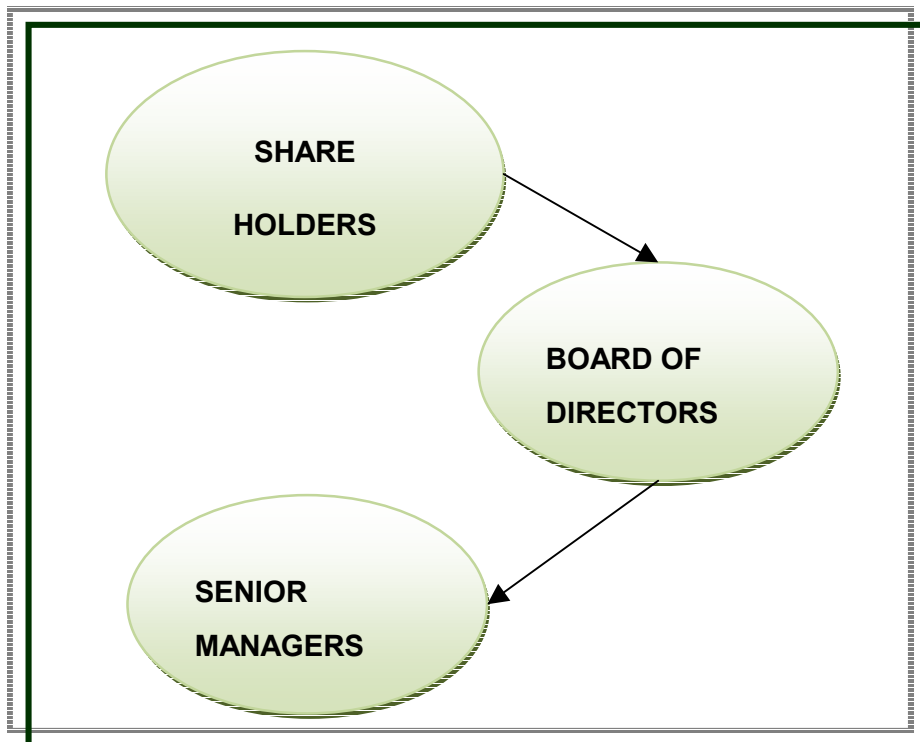 SHARE
HOLDERS
BOARD OF
DIRECTORS
SENIOR
MANAGERS